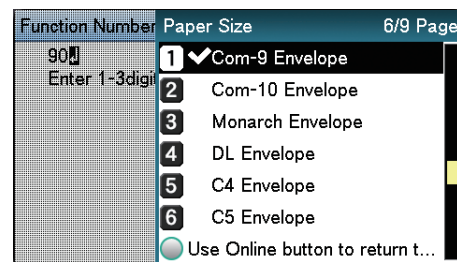 Function Number
90
Enter 1-3digi
Paper Size 6/9 Page
1 Com-9 Envelope
2 Com-10 Envelope
3 Monarch Envelope
4 DL Envelope
5 C4 Envelope
6 C5 Envelope
Use Online button to return t...